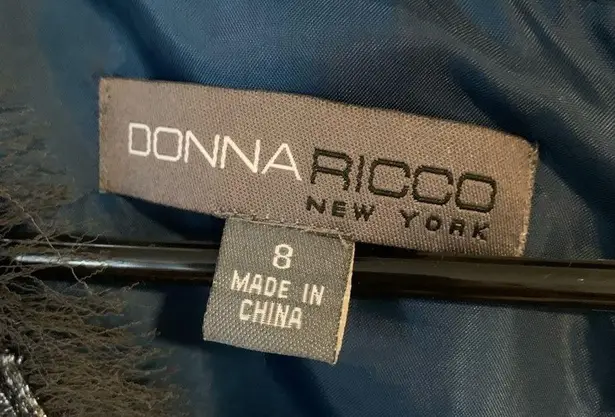 DONNA RICCO
NEW YORK
8
MADE IN
CHINA